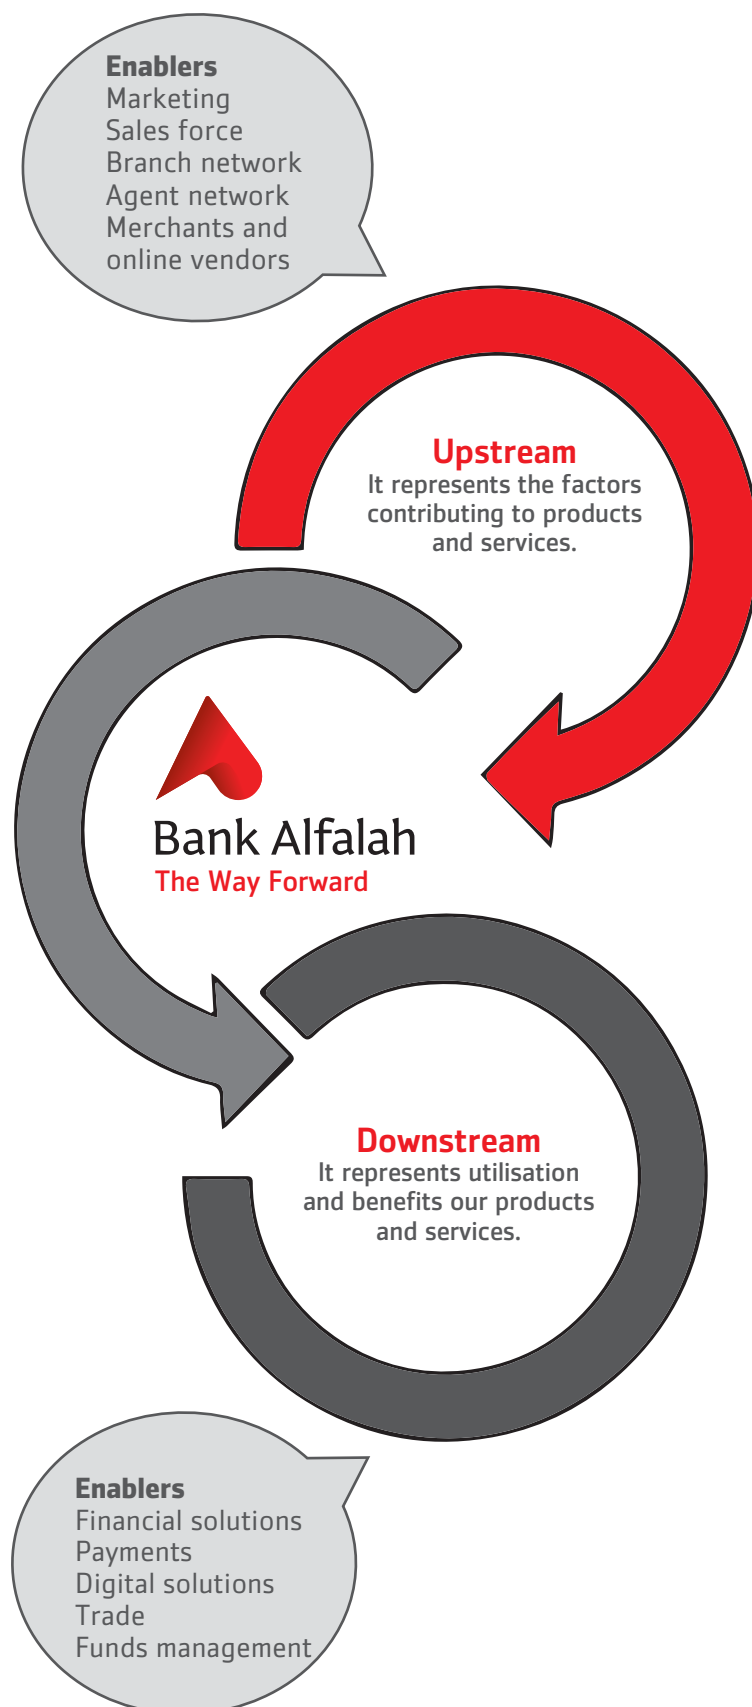 Enablers
Marketing
Sales force
Branch network
Agent network
Merchants and
online vendors
Upstream
It represents the factors
contributing to products
and services.
Bank Alfalah
The Way Forward
Downstream
It represents utilisation
and benefits our products
and services.
Enablers
Financial solutions
Payments
Digital solutions
Trade
Funds management